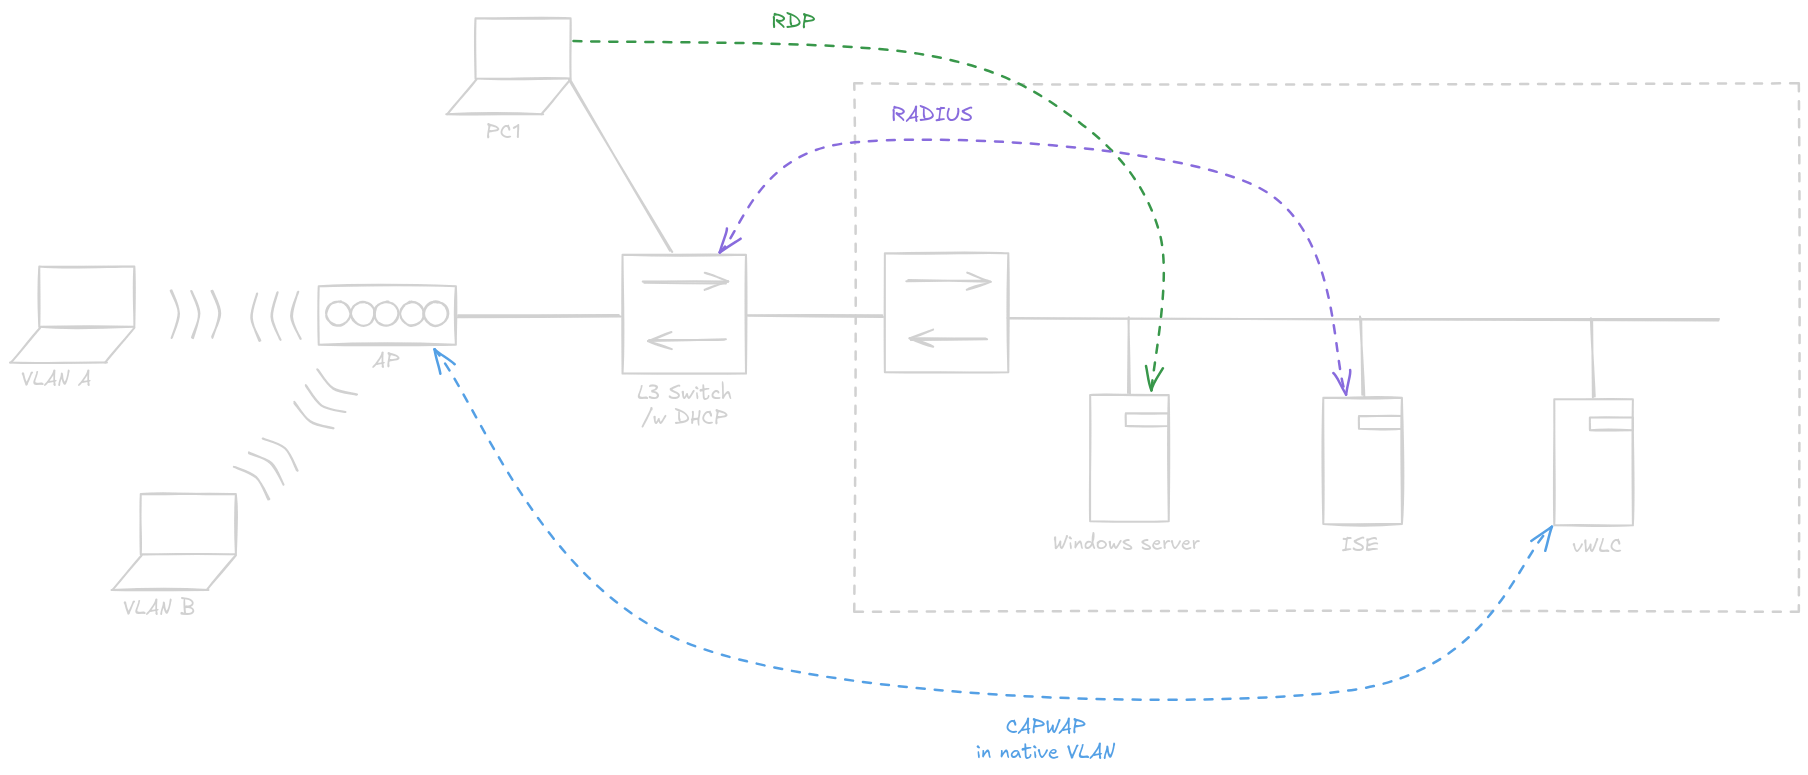 RDP
RADIUS
PC1
VLAN A
AP
L3 Switch
/w DHCP
Windows server
ISE
vWLC
VLAN B
CAPWAP
in native VLAN